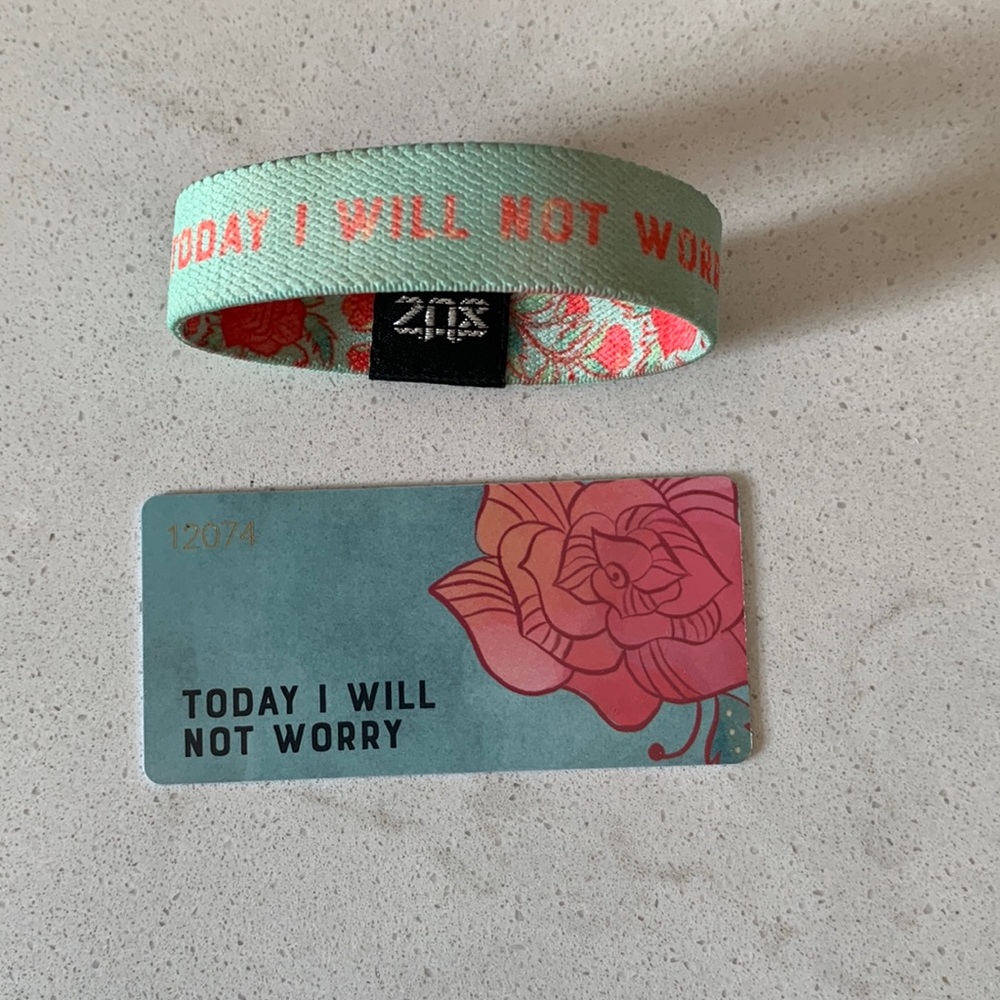 TODAY I WILL NOT WORR
ZOX
12074
TODAY I WILL
NOT WORRY